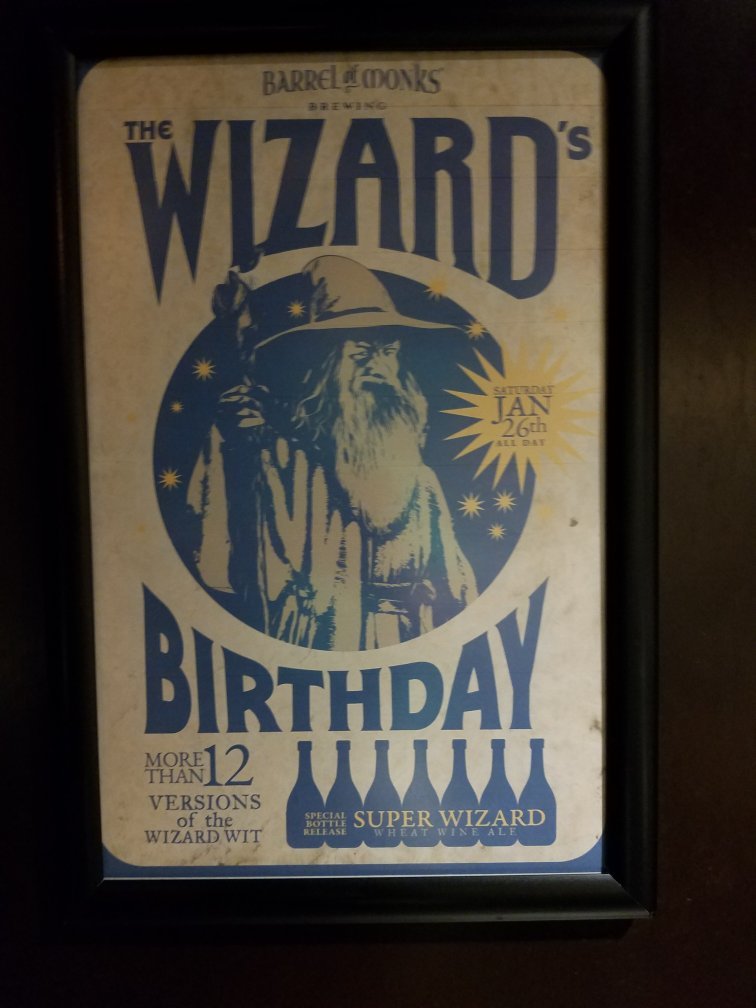 BARREL of MONKS
BREWING
THE
WIZARD's
SATURDAY
JAN
26th
ALL DAY
BIRTHDAY
MORE
THAN 12
VERSIONS
of the
WIZARD WIT
SPECIAL
BOTTLE
RELEASE
SUPER WIZARD
WHEAT WINE ALE